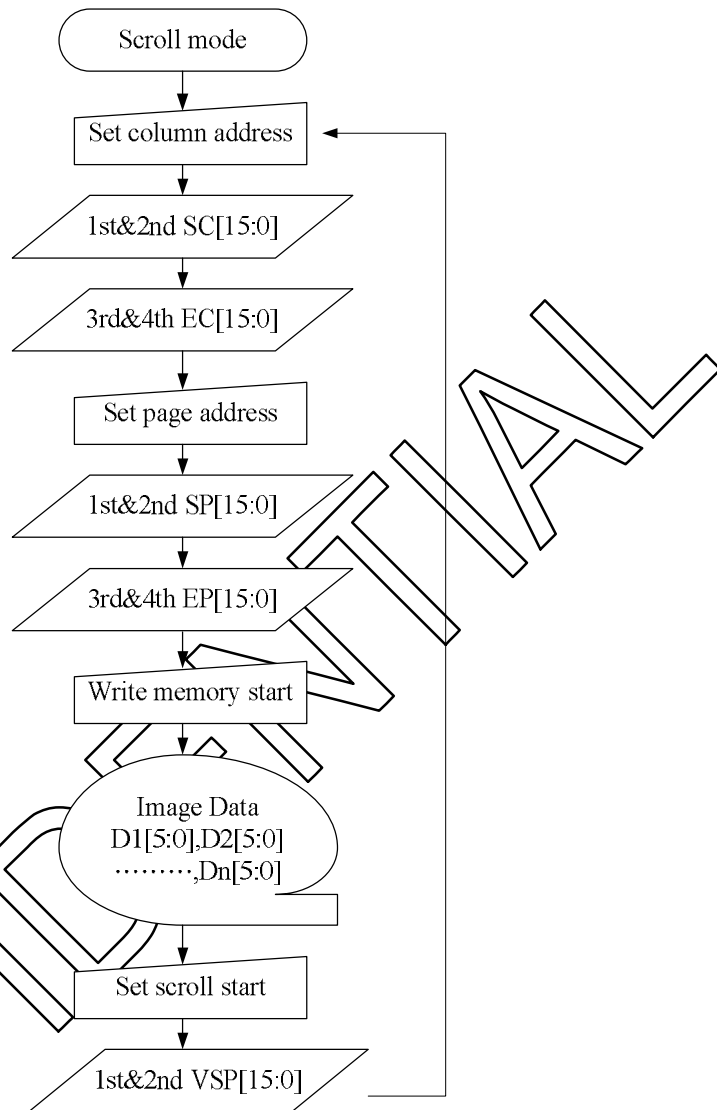 Scroll mode
Set column address
1st&2nd SC[15:0]
3rd&4th EC[15:0]
Set page address
1st&2nd SP[15:0]
3rd&4th EP[15:0]
Write memory start
Image Data
D1[5:0],D2[5:0]
·········,Dn[5:0]
Set scroll start
1st&2nd VSP[15:0]